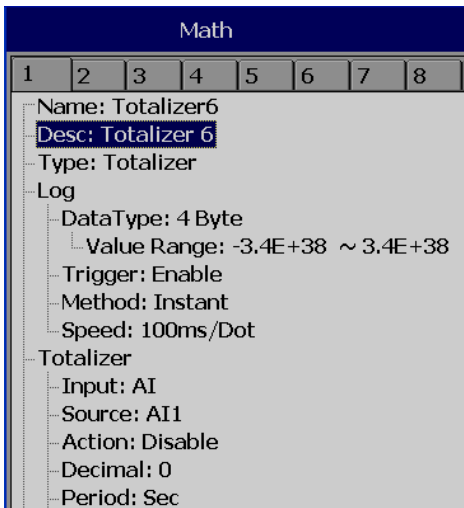 Math
1 2 3 4 5 6 7 8
Name: Totalizer6
Desc: Totalizer 6
Type: Totalizer
Log
DataType: 4 Byte
Value Range: -3.4E+38 ~ 3.4E+38
Trigger: Enable
Method: Instant
Speed: 100ms/Dot
Totalizer
Input: AI
Source: AI1
Action: Disable
Decimal: 0
Period: Sec